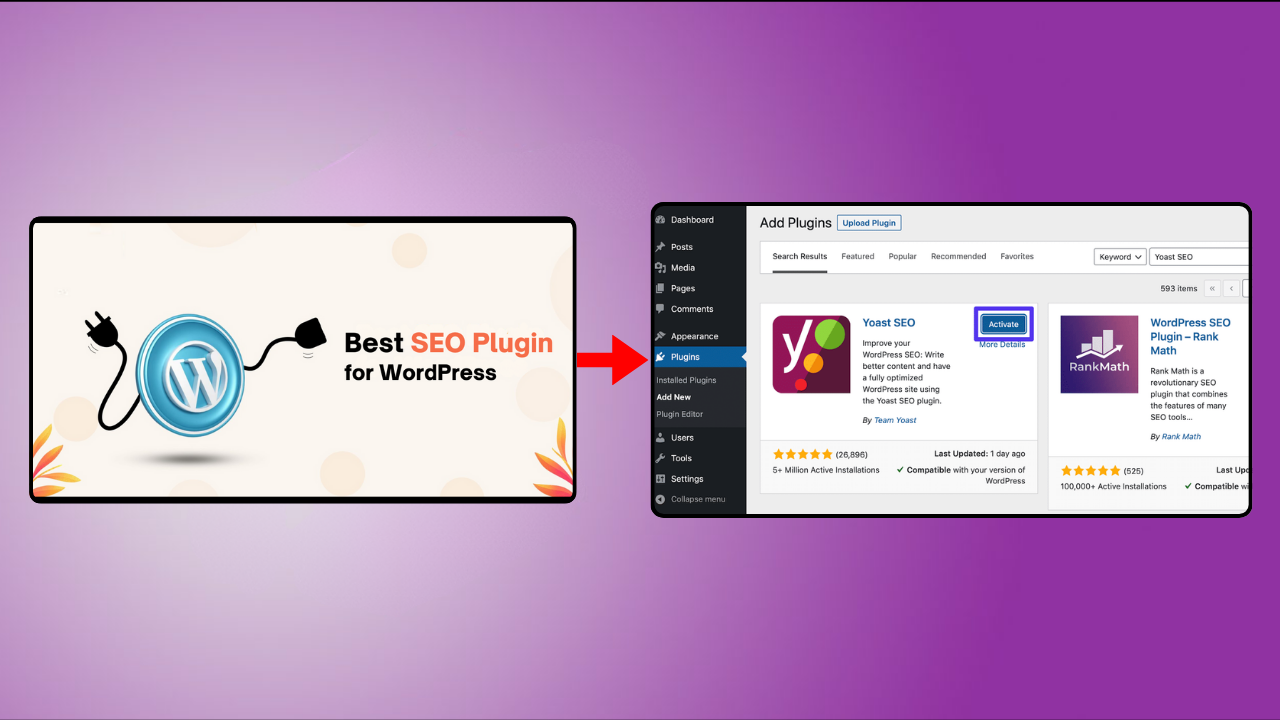 Best SEO Plugin
for WordPress
Dashboard
Posts
Media
Pages
Comments
Appearance
Plugins
Installed Plugins
Add New
Plugin Editor
Users
Tools
Settings
Collapse menu
Add Plugins
Upload Plugin
Search Results
Featured
Popular
Recommended
Favorites
Keyword
Yoast SEO
593 items
«
‹
y
Yoast SEO
Activate
More Details
Improve your
WordPress SEO: Write
better content and have
a fully optimized
WordPress site using
the Yoast SEO plugin.
By Team Yoast
(26,896)
5+ Million Active Installations
Last Updated: 1 day ago
Compatible with your version of
WordPress
RankMath
WordPress SEO
Plugin – Rank
Math
Rank Math is a
revolutionary SEO
plugin that combines
the features of many
SEO tools...
By Rank Math
(525)
100,000+ Active Installations
Last
Compatible